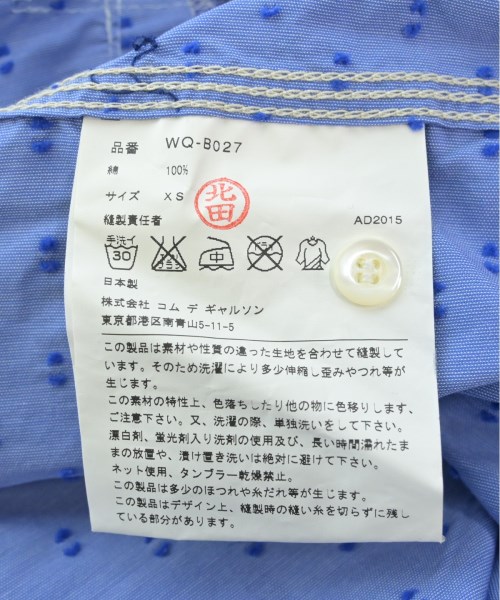 品番 WQ-B027
綿 100%
サイズ XS
北田
縫製責任者 AD2015
手洗イ 30 エンソサラシ 中 ドライ
日本製
株式会社 コム デ ギャルソン
東京都港区南青山5-11-5
この製品は素材や性質の違った生地を合わせて縫製して
います。そのため洗濯により多少伸縮し歪みやつれ等が
生じます。
この素材の特性上、色落ちしたり他の物に色移りします、
ご注意下さい。又、洗濯の際、単独洗いをして下さい。
漂白剤、蛍光剤入り洗剤の使用及び、長い時間濡れたま
まの放置や、漬け置き洗いは絶対に避けて下さい。
ネット使用、タンブラー乾燥禁止。
この製品は多少のほつれや糸だれ等が生じます。
この製品はデザイン上、縫製時の縫い糸を切らずに残し
ている部分があります。